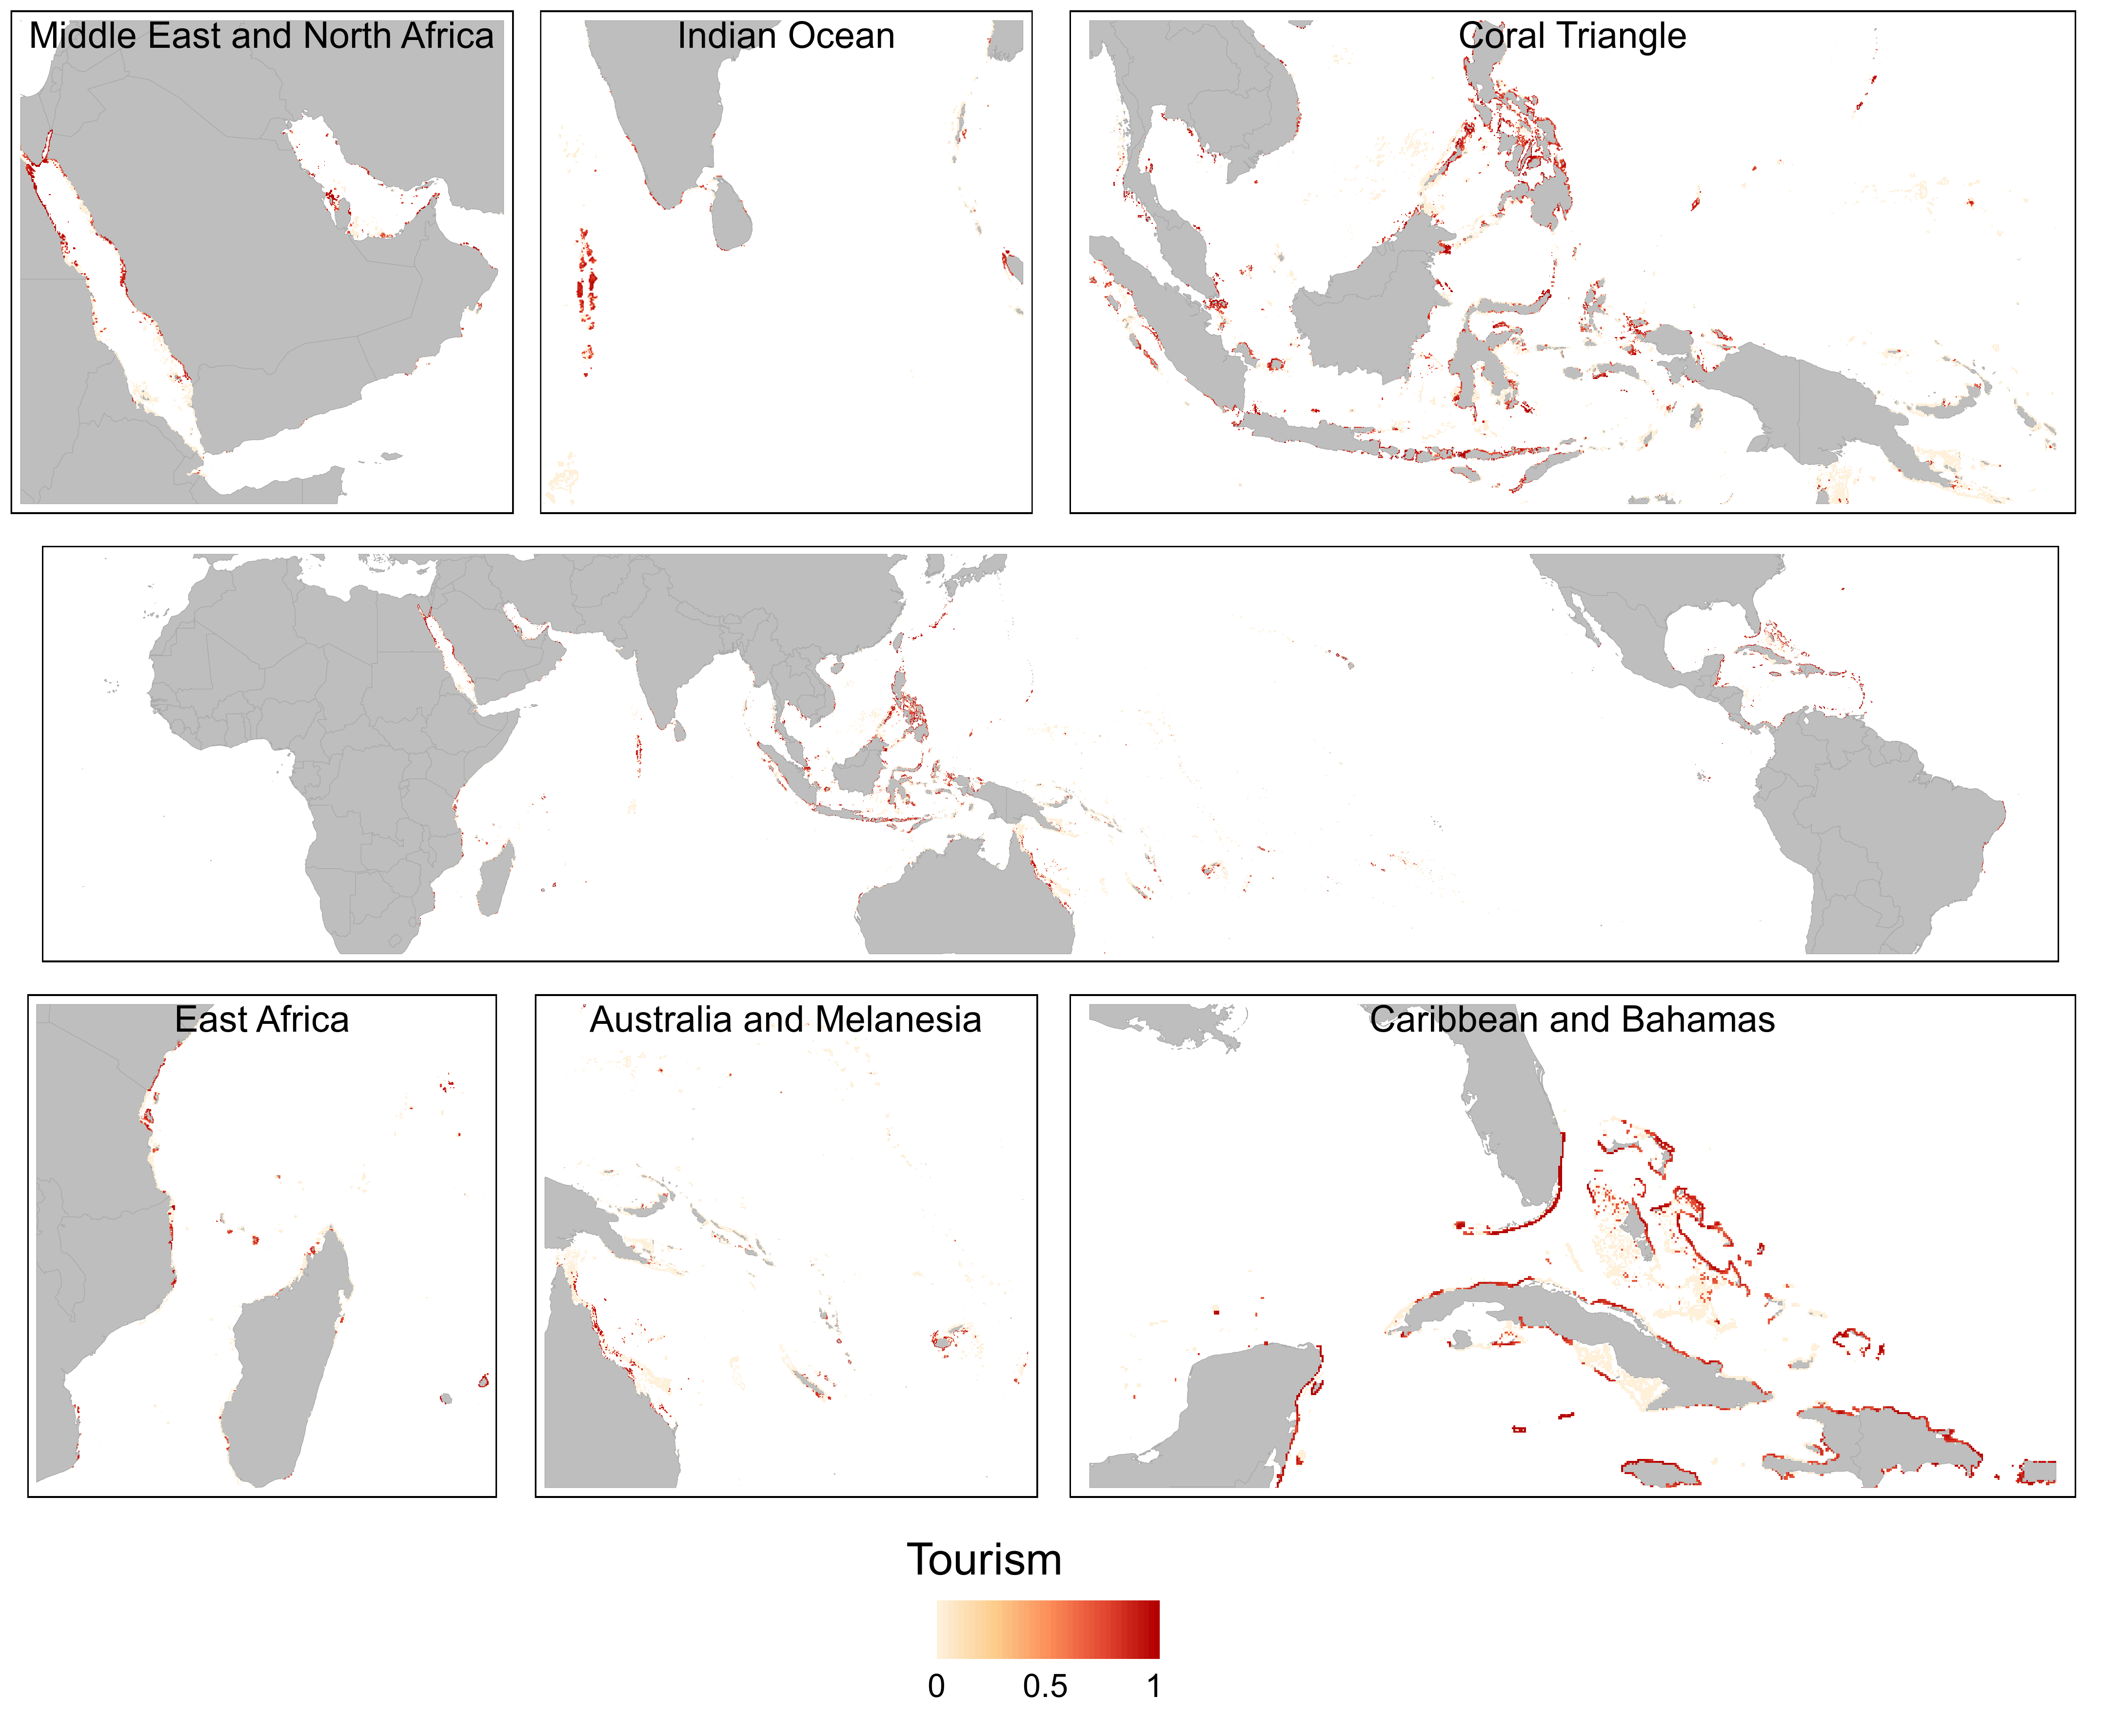 Middle East and North Africa
Indian Ocean
Coral Triangle
East Africa
Australia and Melanesia
Caribbean and Bahamas
Tourism
0 0.5 1